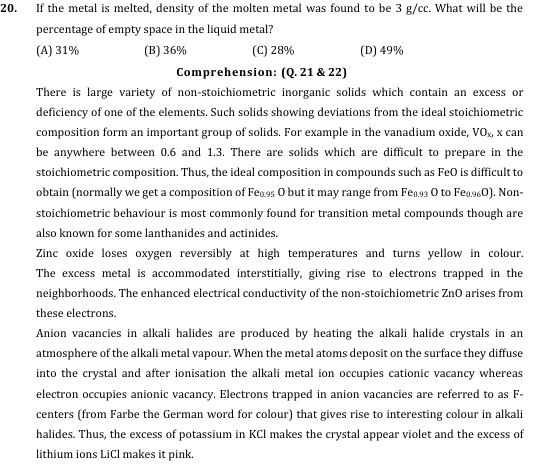 20. If the metal is melted, density of the molten metal was found to be 3 g/cc. What will be the
percentage of empty space in the liquid metal?
(A) 31% (B) 36% (C) 28% (D) 49%
Comprehension: (Q. 21 & 22)
There is large variety of non-stoichiometric inorganic solids which contain an excess or
deficiency of one of the elements. Such solids showing deviations from the ideal stoichiometric
composition form an important group of solids. For example in the vanadium oxide, VOₓ, x can
be anywhere between 0.6 and 1.3. There are solids which are difficult to prepare in the
stoichiometric composition. Thus, the ideal composition in compounds such as FeO is difficult to
obtain (normally we get a composition of Fe₀.₉₅ O but it may range from Fe₀.₉₃ O to Fe₀.₉₆O). Non-
stoichiometric behaviour is most commonly found for transition metal compounds though are
also known for some lanthanides and actinides.
Zinc oxide loses oxygen reversibly at high temperatures and turns yellow in colour.
The excess metal is accommodated interstitially, giving rise to electrons trapped in the
neighborhoods. The enhanced electrical conductivity of the non-stoichiometric ZnO arises from
these electrons.
Anion vacancies in alkali halides are produced by heating the alkali halide crystals in an
atmosphere of the alkali metal vapour. When the metal atoms deposit on the surface they diffuse
into the crystal and after ionisation the alkali metal ion occupies cationic vacancy whereas
electron occupies anionic vacancy. Electrons trapped in anion vacancies are referred to as F-
centers (from Farbe the German word for colour) that gives rise to interesting colour in alkali
halides. Thus, the excess of potassium in KCl makes the crystal appear violet and the excess of
lithium ions LiCl makes it pink.